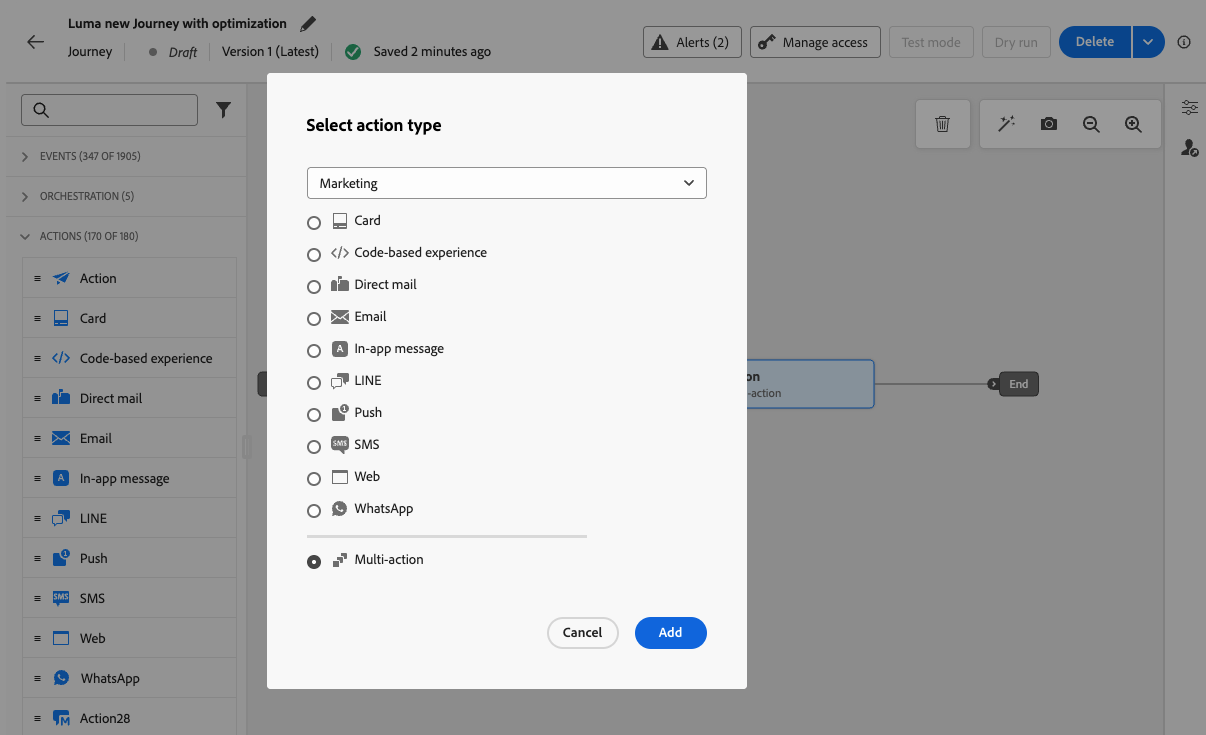 Luma new Journey with optimization
Journey
Draft
Version 1 (Latest)
Saved 2 minutes ago
Alerts (2)
Manage access
Test mode
Dry run
Delete
EVENTS (347 OF 1905)
ORCHESTRATION (5)
ACTIONS (170 OF 180)
Action
Card
Code-based experience
Direct mail
Email
In-app message
LINE
Push
SMS
Web
WhatsApp
Action28
Select action type
Marketing
Card
Code-based experience
Direct mail
Email
In-app message
LINE
Push
SMS
Web
WhatsApp
Multi-action
Cancel
Add
on
-action
End